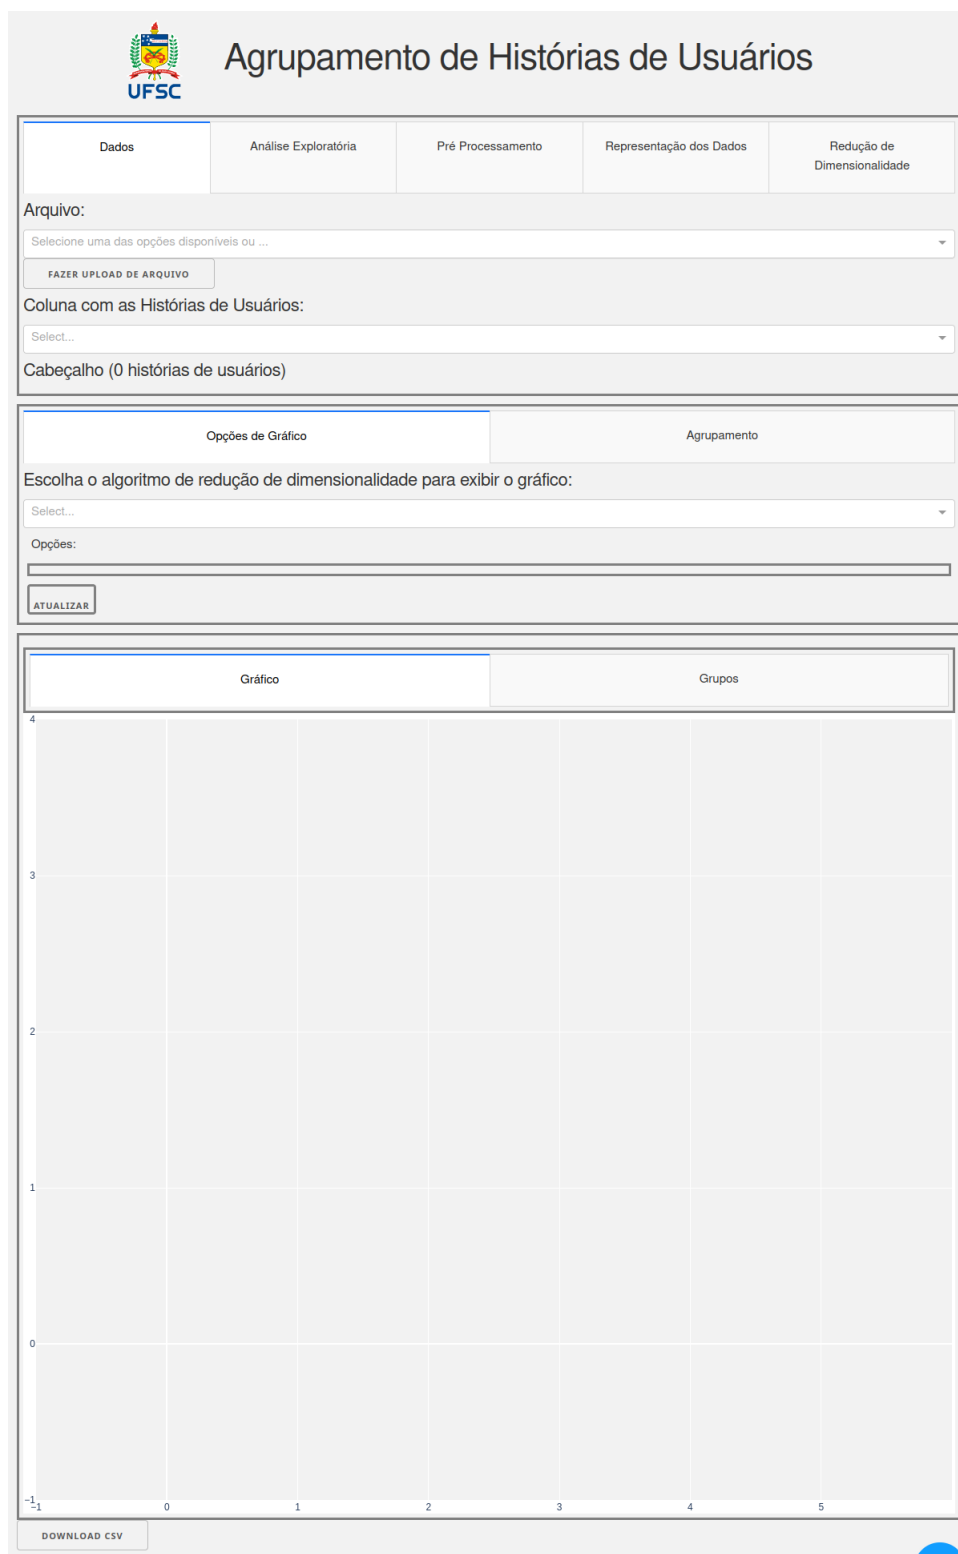 UFSC
Agrupamento de Histórias de Usuários
Dados
Análise Exploratória
Pré Processamento
Representação dos Dados
Redução de
Dimensionalidade
Arquivo:
Selecione uma das opções disponíveis ou ...
FAZER UPLOAD DE ARQUIVO
Coluna com as Histórias de Usuários:
Select...
Cabeçalho (0 histórias de usuários)
Opções de Gráfico
Agrupamento
Escolha o algoritmo de redução de dimensionalidade para exibir o gráfico:
Select...
Opções:
ATUALIZAR
Gráfico
Grupos
4
3
2
1
0
−1
−1 0 1 2 3 4 5
DOWNLOAD CSV